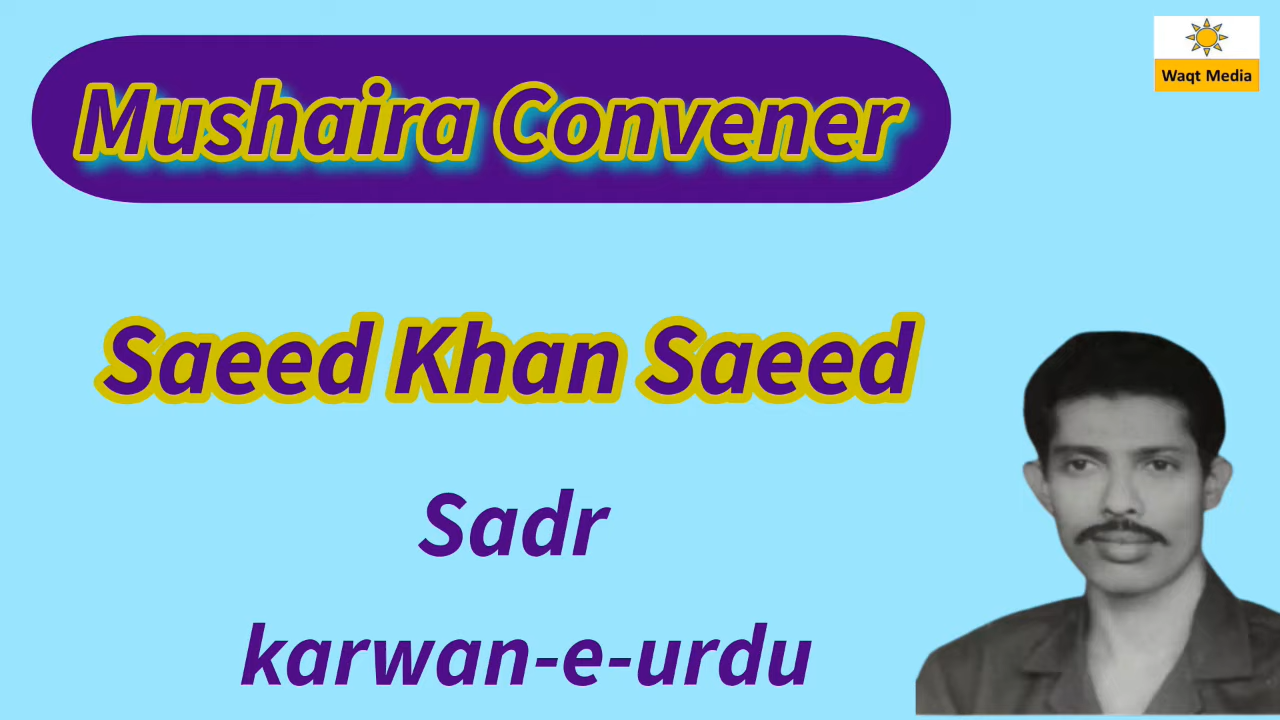 Mushaira Convener
Waqt Media
Saeed Khan Saeed
Sadr
karwan-e-urdu